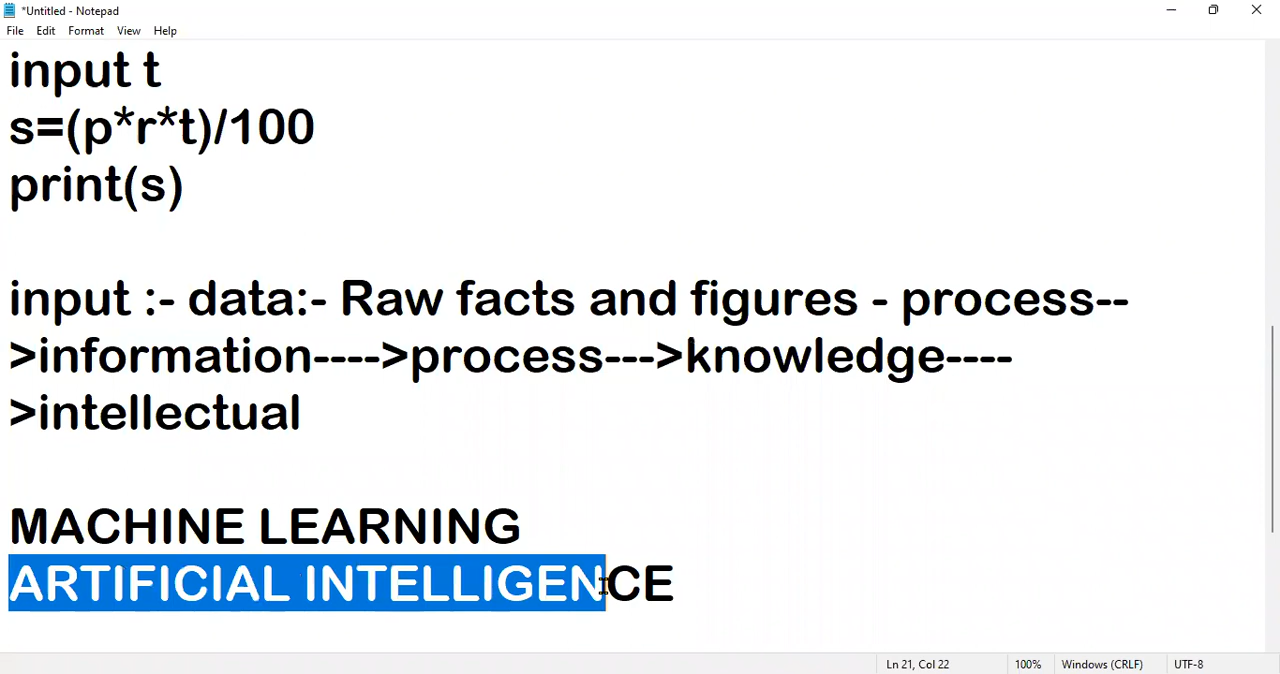 *Untitled - Notepad
File Edit Format View Help
input t
s=(p*r*t)/100
print(s)
input :- data:- Raw facts and figures - process--
>information---->process--->knowledge----
>intellectual
MACHINE LEARNING
ARTIFICIAL INTELLIGENCE
Ln 21, Col 22 100% Windows (CRLF) UTF-8